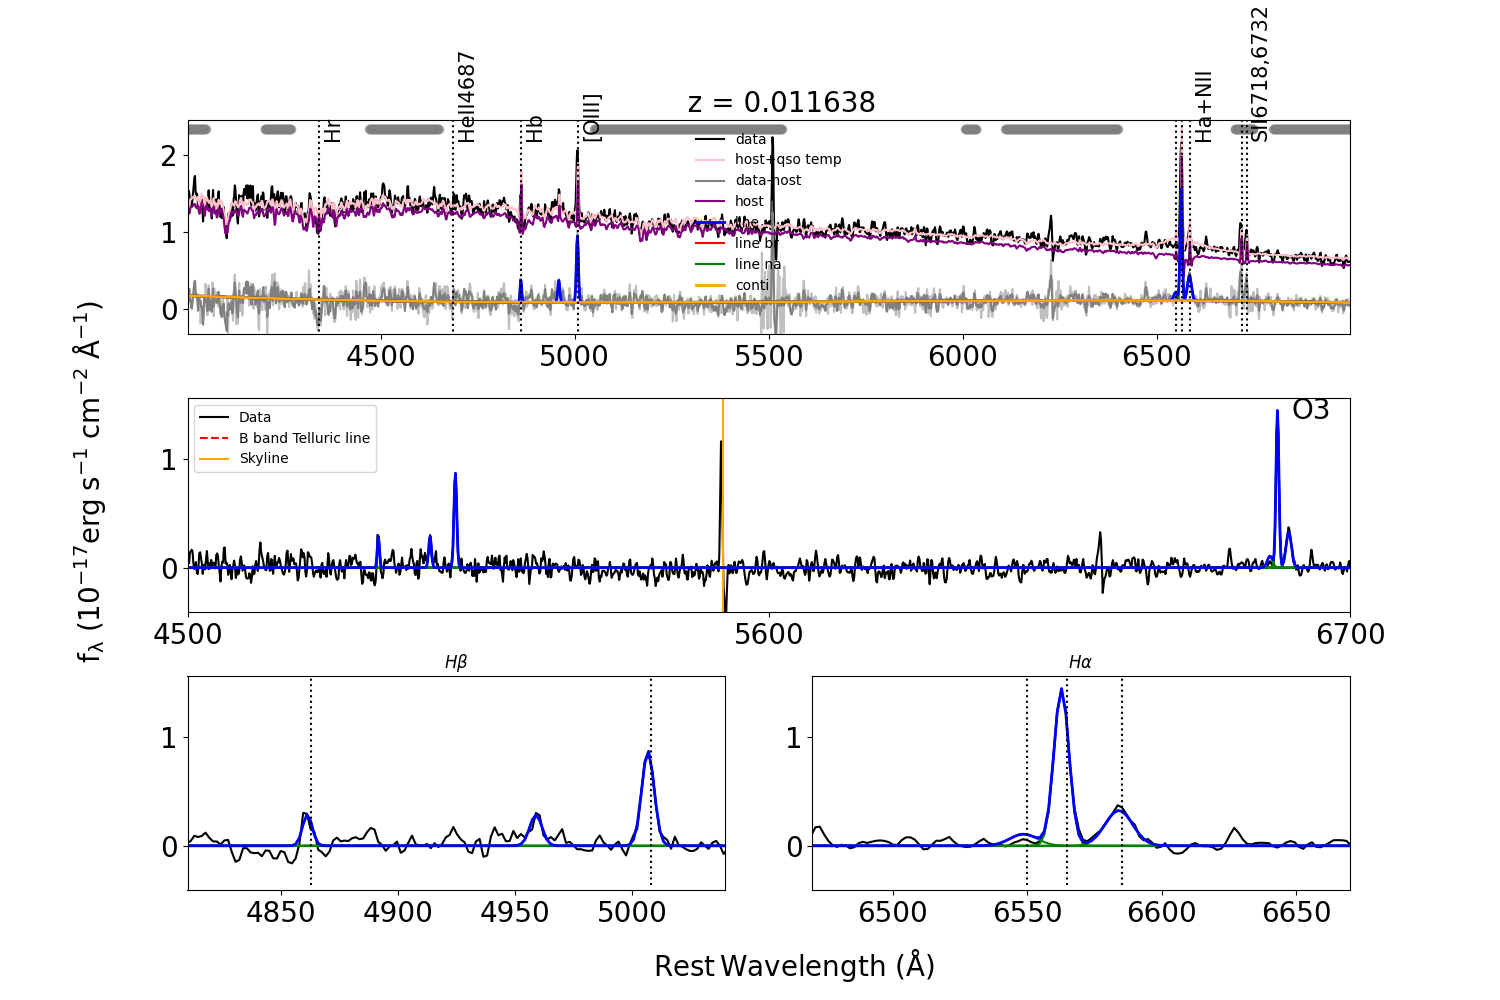 z = 0.011638
Hr
HeII4687
Hb
[OIII]
Ha+NII
SII6718,6732
data
host+qso temp
data-host
host
line
line br
line na
conti
2
1
0
4500 5000 5500 6000 6500
Data
B band Telluric line
Skyline
O3
1
0
4500 5600 6700
fλ (10⁻¹⁷erg s⁻¹ cm⁻² Å⁻¹)
Hβ
1
0
4850 4900 4950 5000
Hα
1
0
6500 6550 6600 6650
Rest Wavelength (Å)